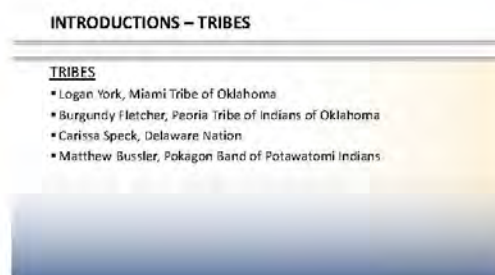 INTRODUCTIONS – TRIBES
TRIBES
▪ Logan York, Miami Tribe of Oklahoma
▪ Burgundy Fletcher, Peoria Tribe of Indians of Oklahoma
▪ Carissa Speck, Delaware Nation
▪ Matthew Bussler, Pokagon Band of Potawatomi Indians